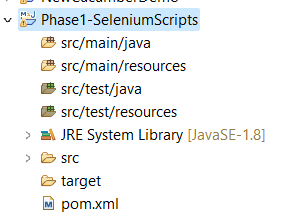 NewCucumberDemo
Phase1-SeleniumScripts
src/main/java
src/main/resources
src/test/java
src/test/resources
JRE System Library [JavaSE-1.8]
src
target
pom.xml